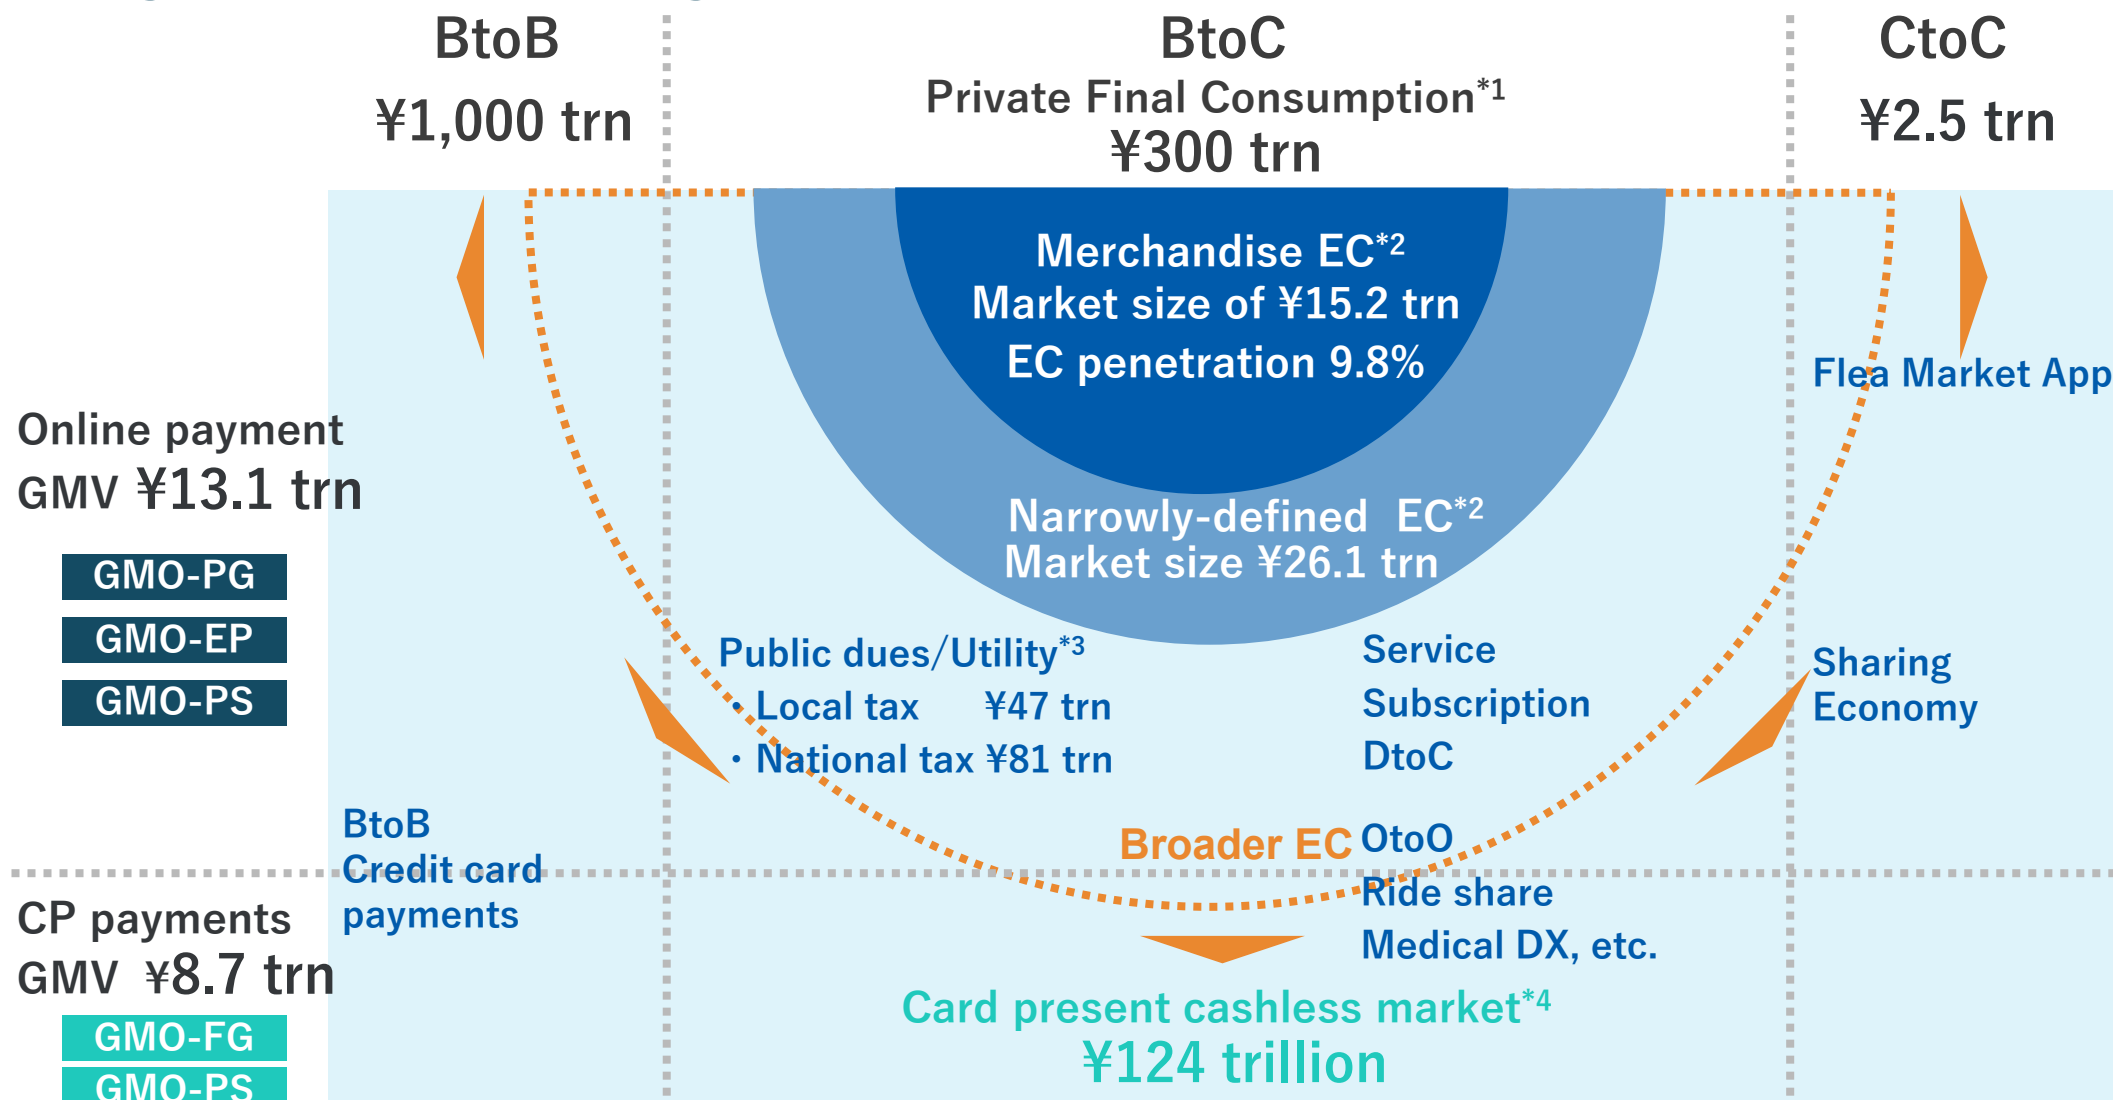 BtoB
¥1,000 trn
BtoC
Private Final Consumption*1
¥300 trn
CtoC
¥2.5 trn
Merchandise EC*2
Market size of ¥15.2 trn
EC penetration 9.8%
Narrowly-defined EC*2
Market size ¥26.1 trn
Online payment
GMV ¥13.1 trn
GMO-PG
GMO-EP
GMO-PS
Flea Market App
Public dues/Utility*3
・Local tax ¥47 trn
・National tax ¥81 trn
Service
Subscription
DtoC
Sharing
Economy
BtoB
Credit card
payments
Broader EC
OtoO
Ride share
Medical DX, etc.
CP payments
GMV ¥8.7 trn
GMO-FG
GMO-PS
Card present cashless market*4
¥124 trillion